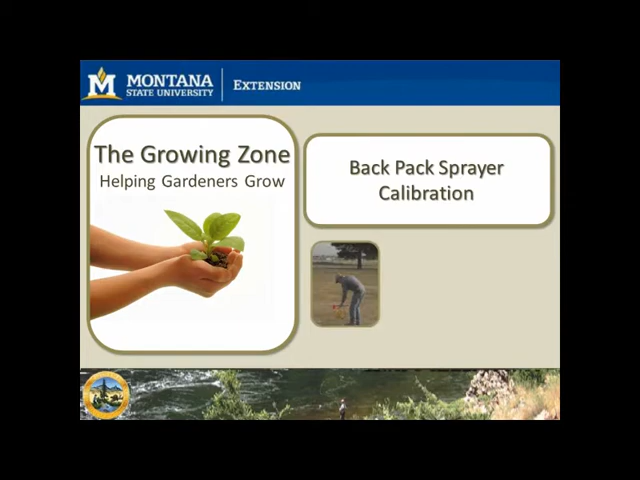 MONTANA
STATE UNIVERSITY
EXTENSION
The Growing Zone
Helping Gardeners Grow
Back Pack Sprayer
Calibration